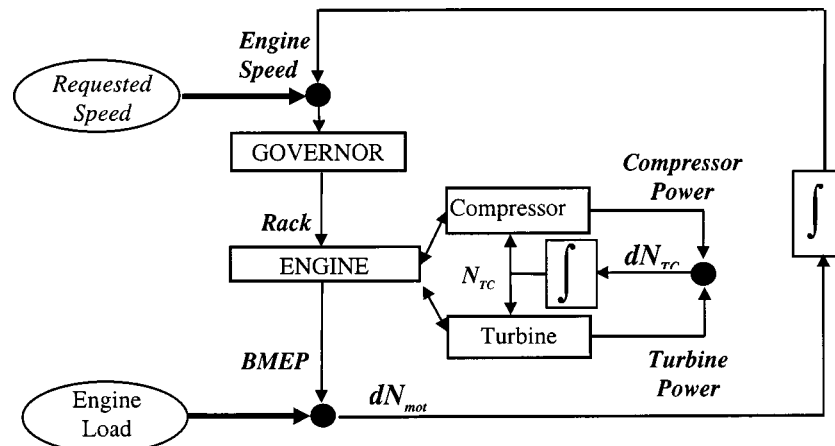 Engine
Speed
Requested
Speed
GOVERNOR
Compressor
Power
Compressor
Rack
ENGINE
N_TC
∫
dN_TC
∫
Turbine
BMEP
Turbine
Power
Engine
Load
dN_mot